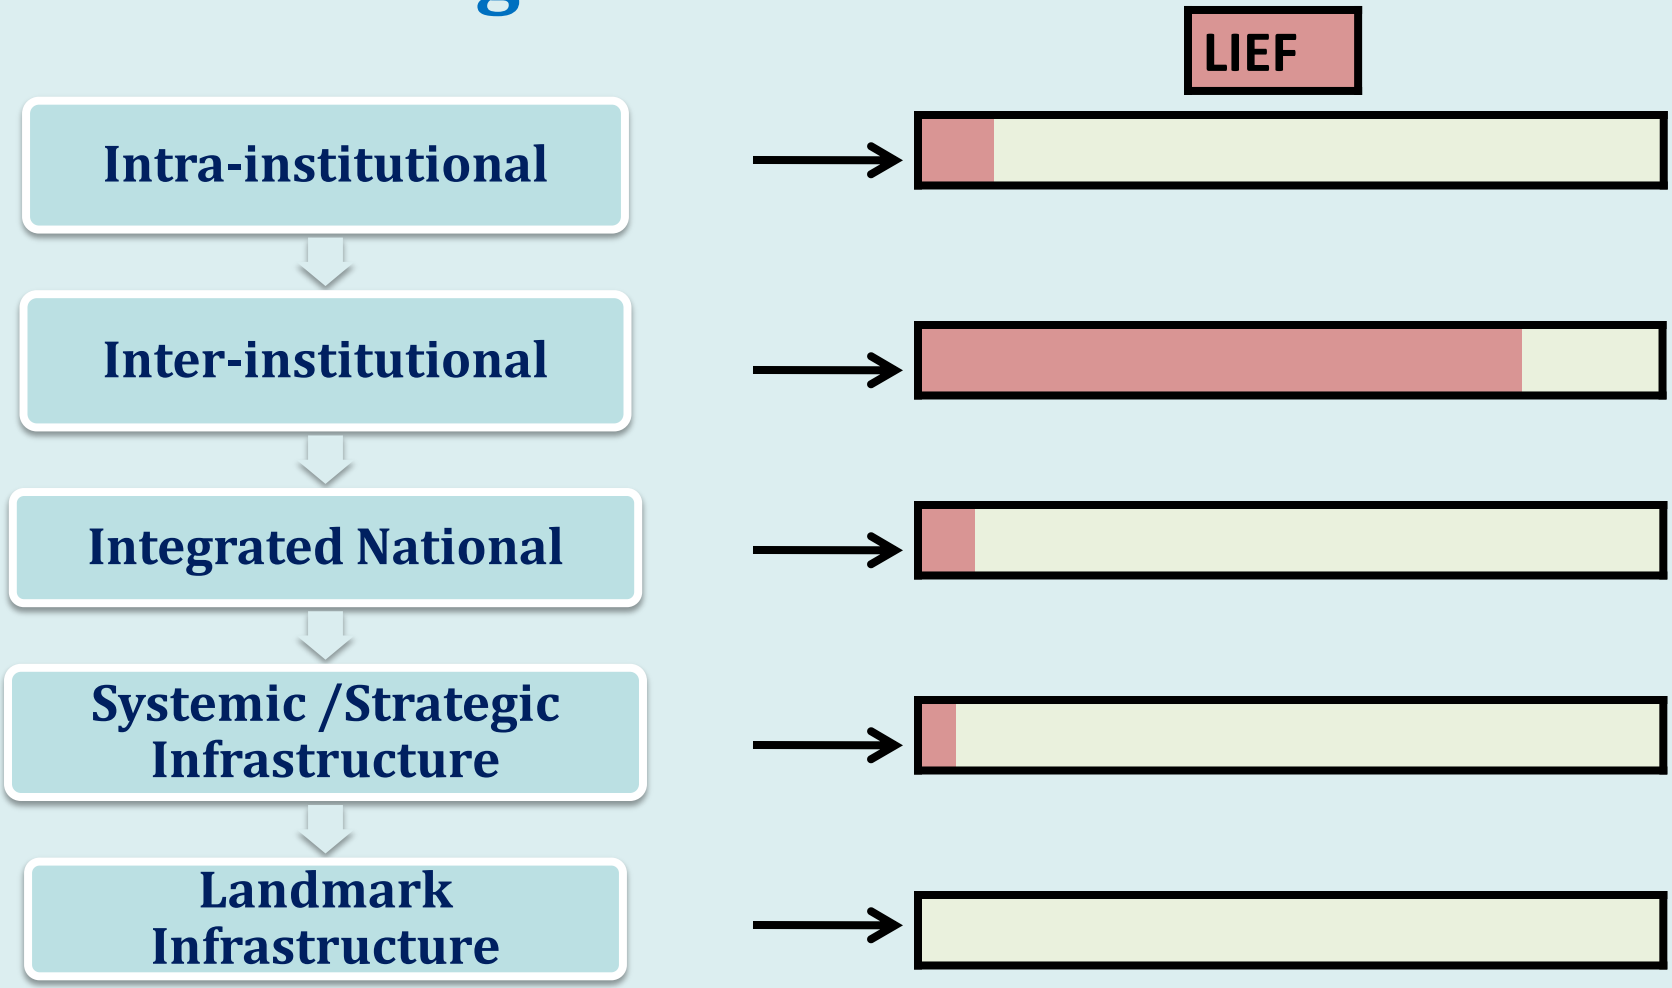 LIEF
Intra-institutional
Inter-institutional
Integrated National
Systemic /Strategic
Infrastructure
Landmark
Infrastructure